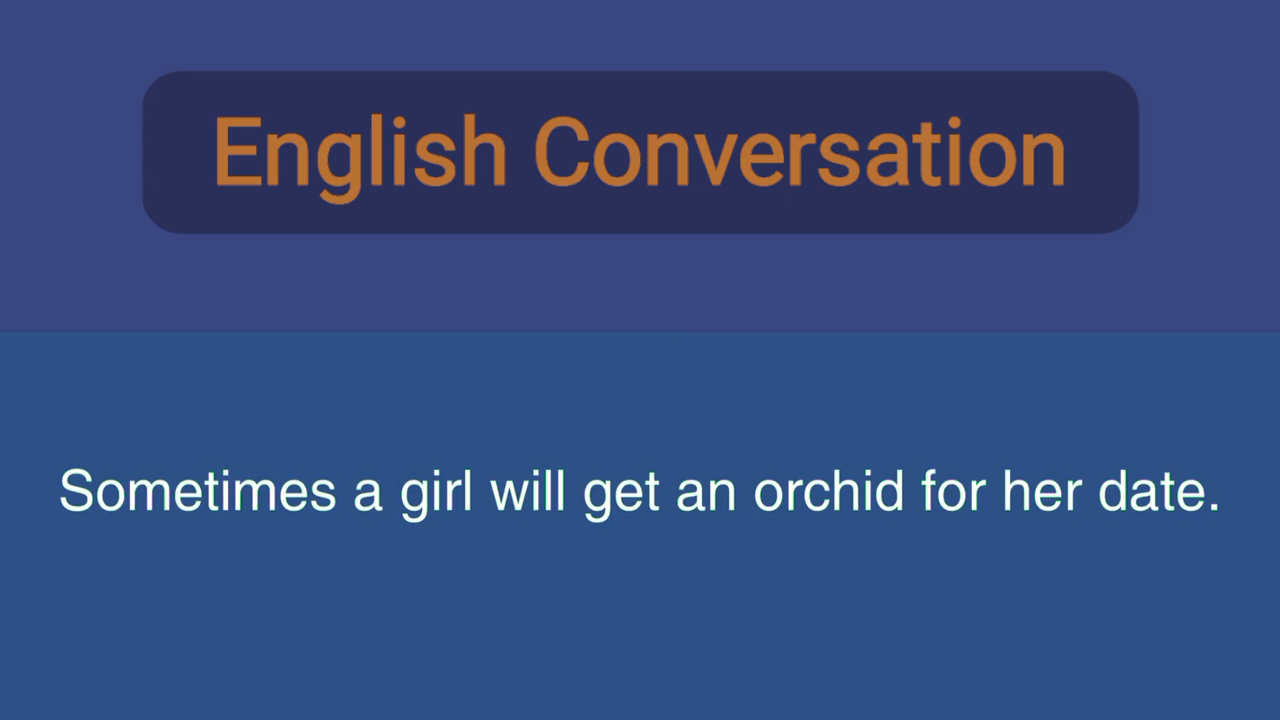 English Conversation
Sometimes a girl will get an orchid for her date.